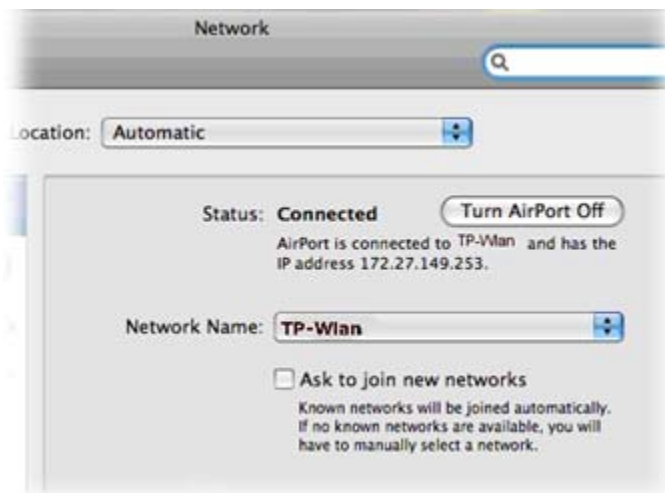 Network
Location: Automatic
Status: Connected Turn AirPort Off
AirPort is connected to TP-Wlan and has the
IP address 172.27.149.253.
Network Name: TP-Wlan
Ask to join new networks
Known networks will be joined automatically.
If no known networks are available, you will
have to manually select a network.